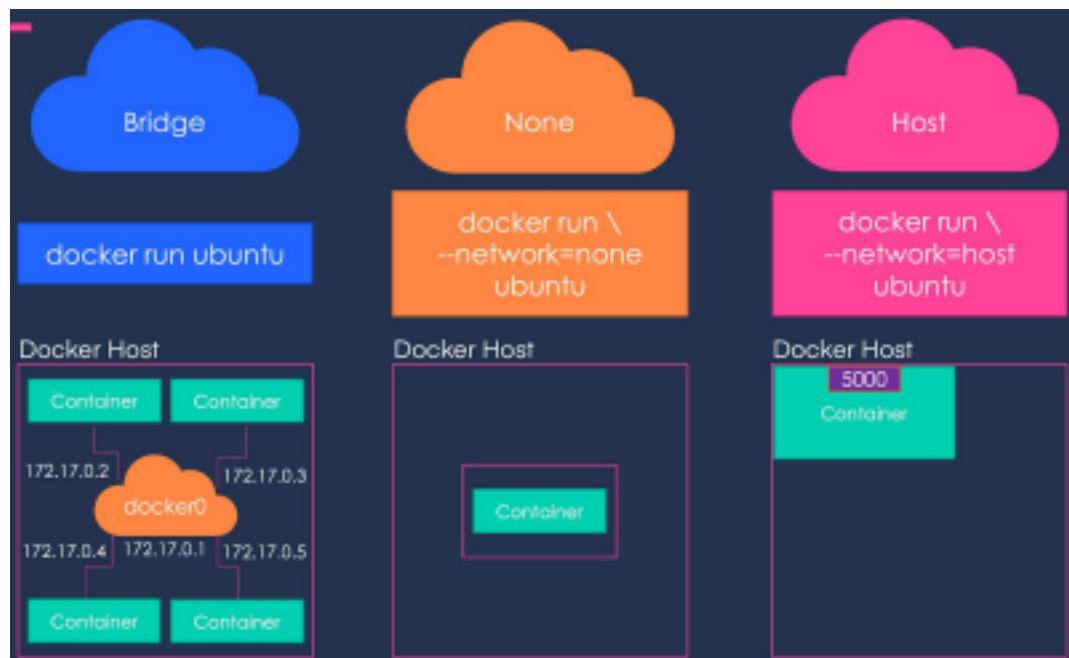 Bridge
None
Host
docker run ubuntu
docker run \
--network=none
ubuntu
docker run \
--network=host
ubuntu
Docker Host
Container
Container
172.17.0.2
172.17.0.3
docker0
172.17.0.4
172.17.0.1
172.17.0.5
Container
Container
Docker Host
Container
Docker Host
5000
Container